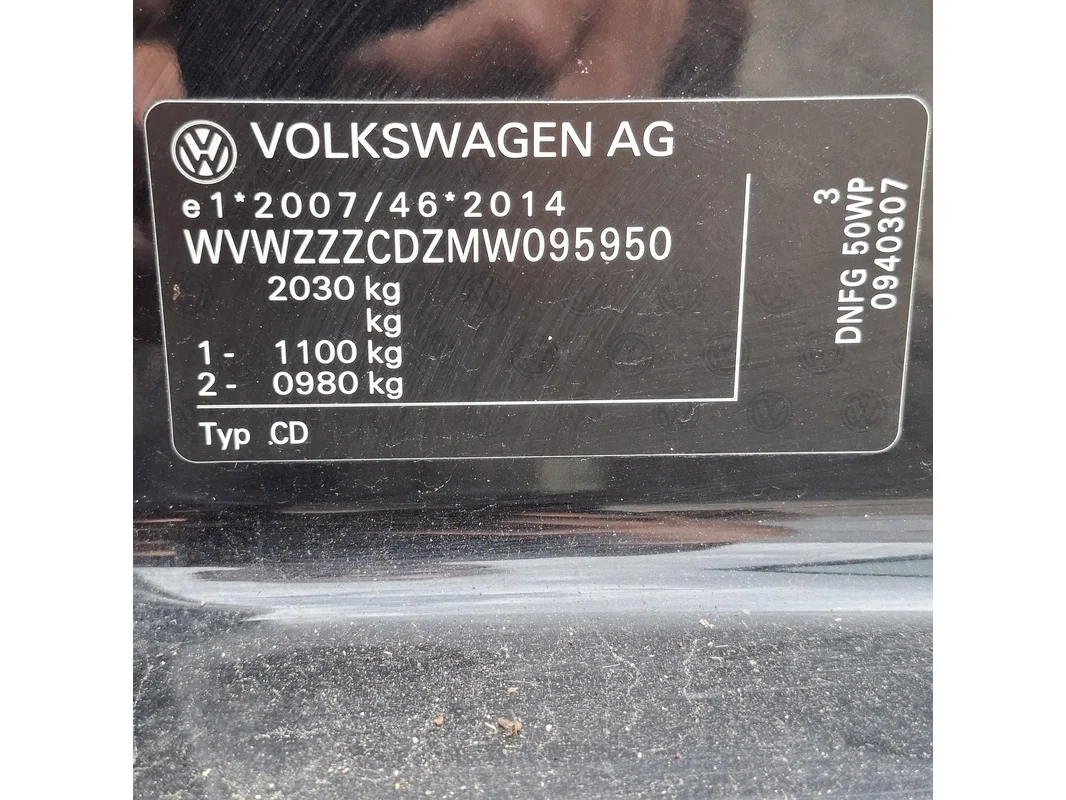 VOLKSWAGEN AG
e1*2007/46*2014
WVWZZZCDZMW095950
2030 kg
kg
1- 1100 kg
2- 0980 kg
Typ .CD
3
DNFG 50WP
0940307